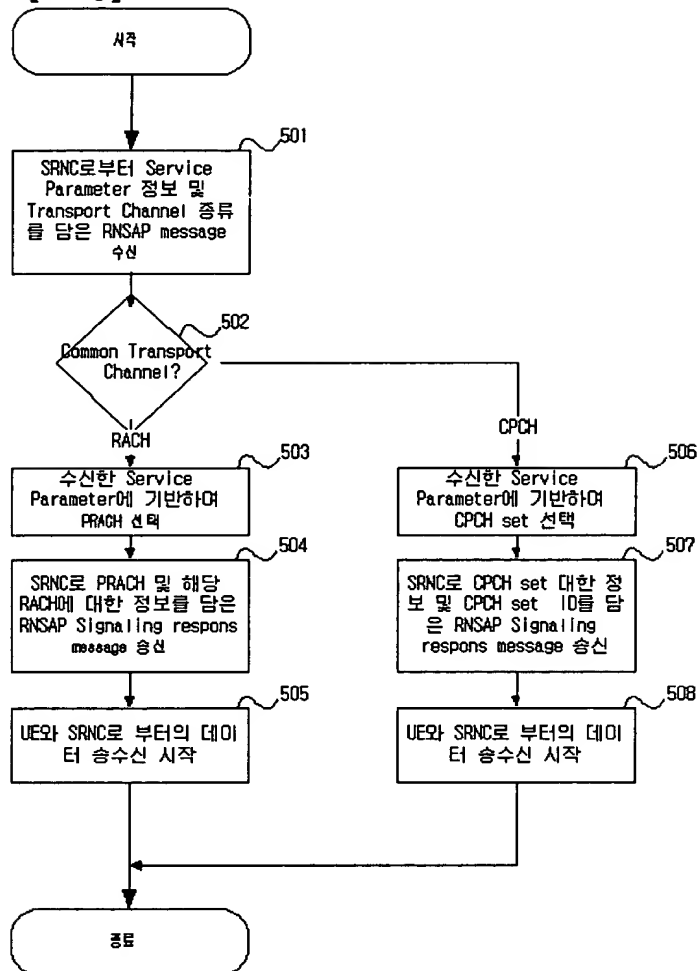 시작
501
SRNC로부터 Service
Parameter 정보 및
Transport Channel 종류
를 담은 RNSAP message
수신
502
Common Transport
Channel?
RACH
CPCH
503
수신한 Service
Parameter에 기반하여
PRACH 선택
506
수신한 Service
Parameter에 기반하여
CPCH set 선택
504
SRNC로 PRACH 및 해당
RACH에 대한 정보를 담은
RNSAP Signaling respons
message 송신
507
SRNC로 CPCH set 대한 정
보 및 CPCH set ID를 담
은 RNSAP Signaling
respons message 송신
505
UE와 SRNC로 부터의 데이
터 송수신 시작
508
UE와 SRNC로 부터의 데이
터 송수신 시작
종료